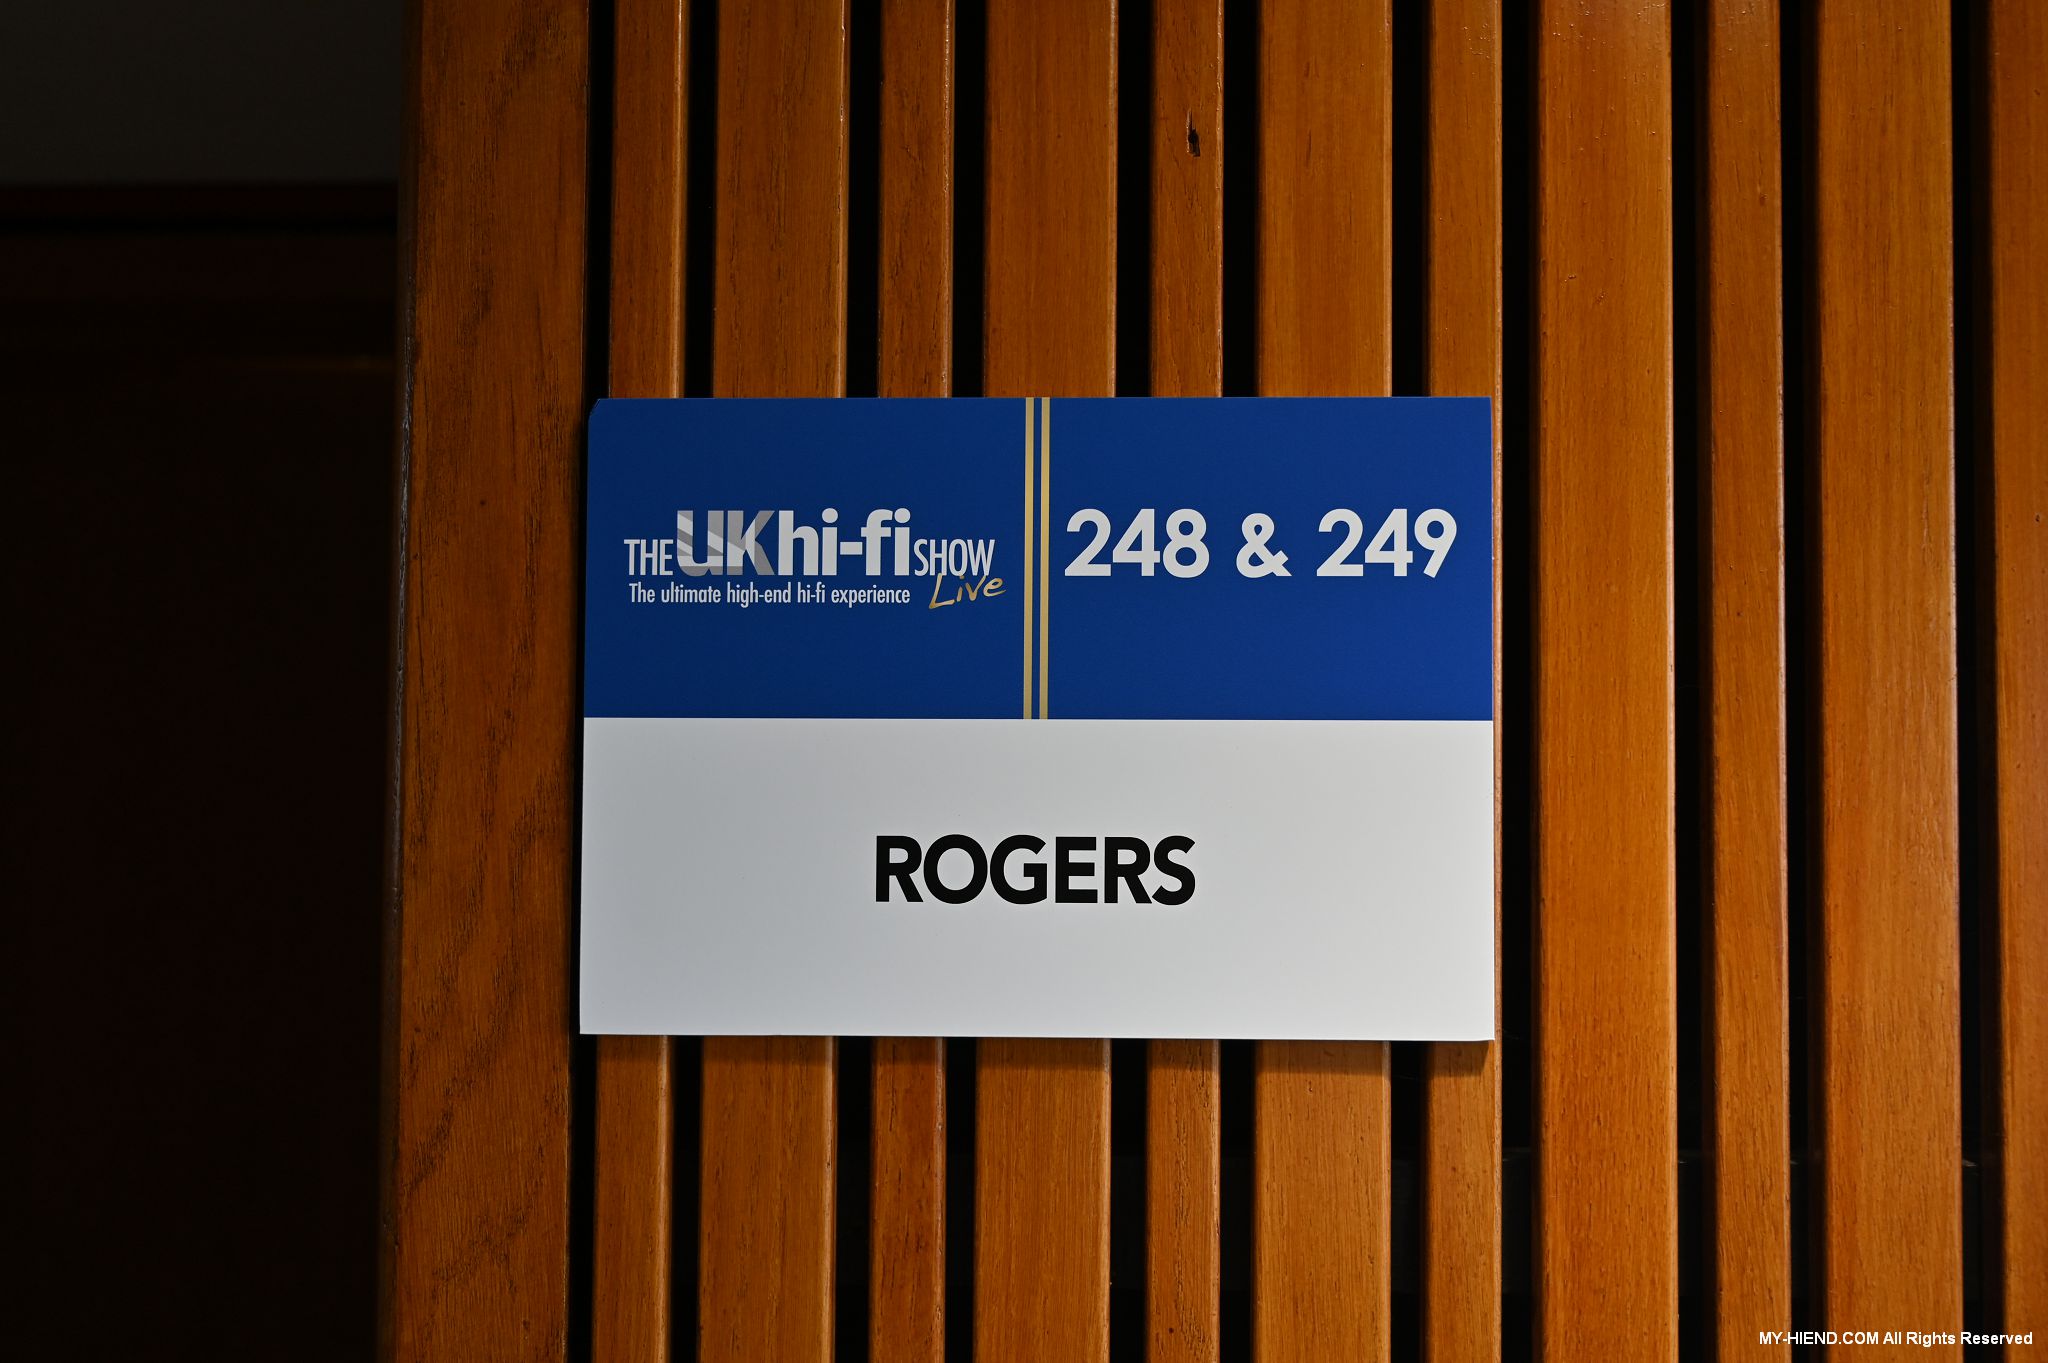 THE UK hi-fi SHOW
Live
The ultimate high-end hi-fi experience
248 & 249
ROGERS
MY-HIEND.COM All Rights Reserved